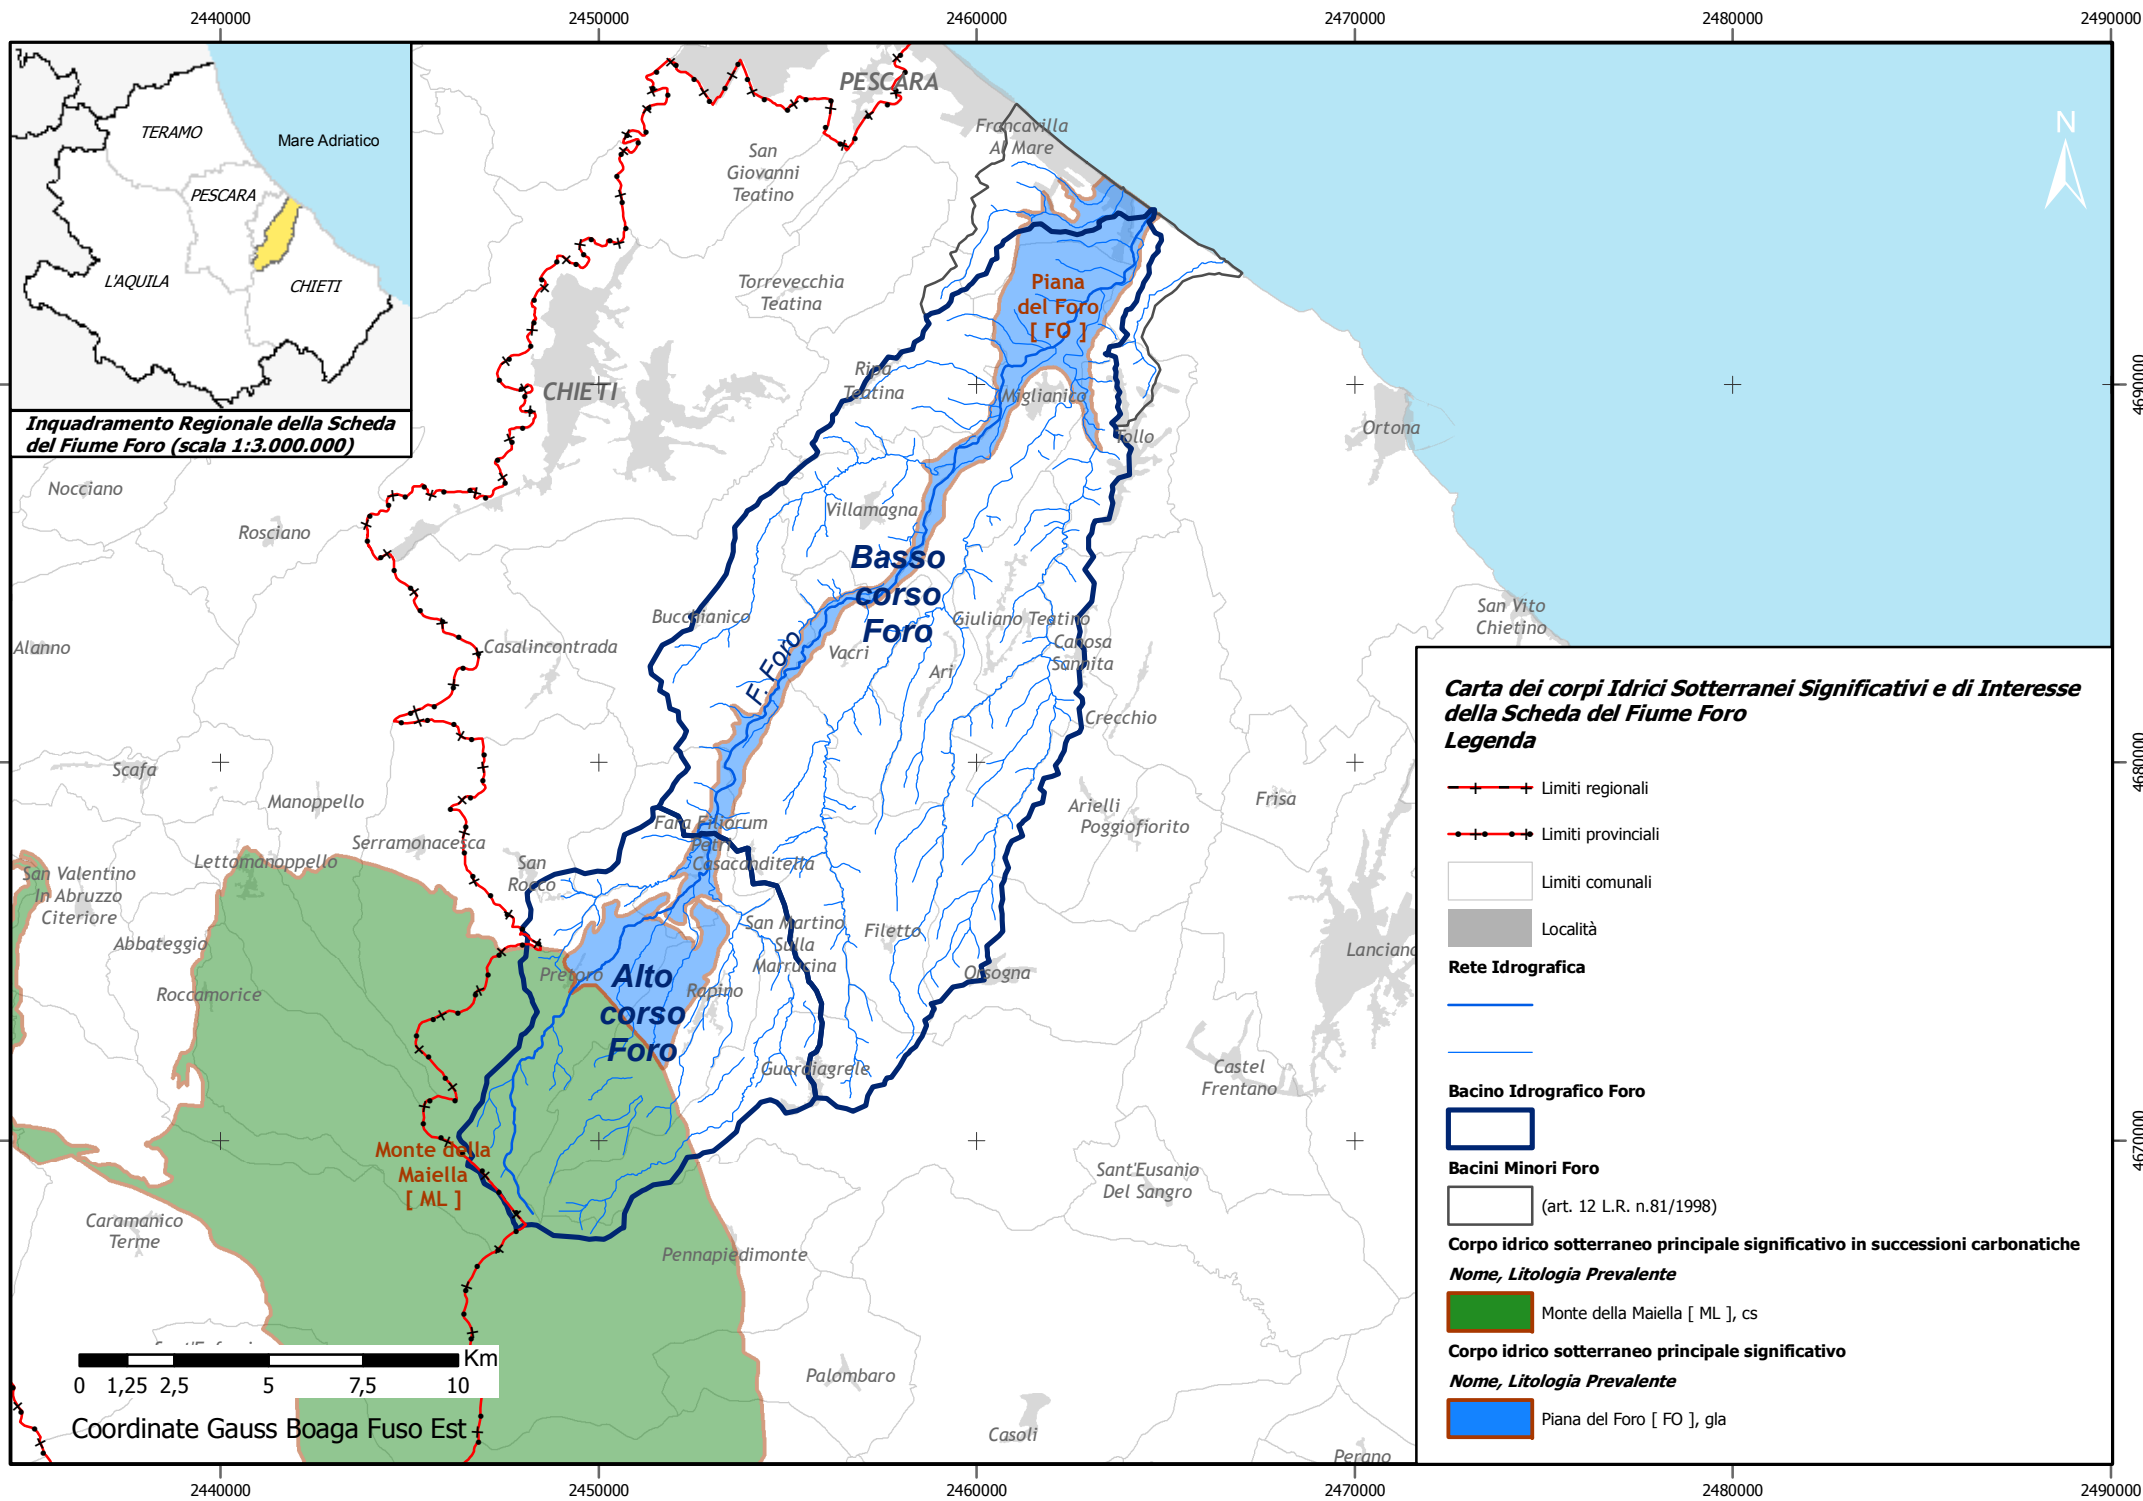 2440000
2450000
2460000
2470000
2480000
2490000
TERAMO
Mare Adriatico
PESCARA
L'AQUILA
CHIETI
Inquadramento Regionale della Scheda
del Fiume Foro (scala 1:3.000.000)
PESCARA
Francavilla
Al Mare
San
Giovanni
Teatino
N
Torrevecchia
Teatina
Piana
del Foro
[ FO ]
4690000
CHIETI
Ripa
Teatina
Miglianico
Tollo
Ortona
Nocciano
Rosciano
Villamagna
Basso
corso
Foro
Bucchianico
Giuliano Teatino
San Vito
Chietino
Alanno
Casalincontrada
F. Foro
Vacri
Ari
Canosa
Sannita
Crecchio
4680000
Scafa
Manoppello
Serramonacesca
Fara Filiorum
Petri
Casacanditella
Arielli
Poggiofiorito
Frisa
Lettomanoppello
San Valentino
In Abruzzo
Citeriore
San
Rocco
Abbateggio
San Martino
Sulla
Marrucina
Filetto
Lanciano
Roccamorice
Pretoro
Alto
corso
Foro
Rapino
Orsogna
Guardiagrele
Castel
Frentano
4670000
Monte della
Maiella
[ ML ]
Sant'Eusanio
Del Sangro
Caramanico
Terme
Pennapiedimonte
Palombaro
Casoli
Perano
Km
0 1,25 2,5 5 7,5 10
Coordinate Gauss Boaga Fuso Est
Carta dei corpi Idrici Sotterranei Significativi e di Interesse
della Scheda del Fiume Foro
Legenda
Limiti regionali
Limiti provinciali
Limiti comunali
Località
Rete Idrografica
Bacino Idrografico Foro
Bacini Minori Foro
(art. 12 L.R. n.81/1998)
Corpo idrico sotterraneo principale significativo in successioni carbonatiche
Nome, Litologia Prevalente
Monte della Maiella [ ML ], cs
Corpo idrico sotterraneo principale significativo
Nome, Litologia Prevalente
Piana del Foro [ FO ], gla
2440000
2450000
2460000
2470000
2480000
2490000